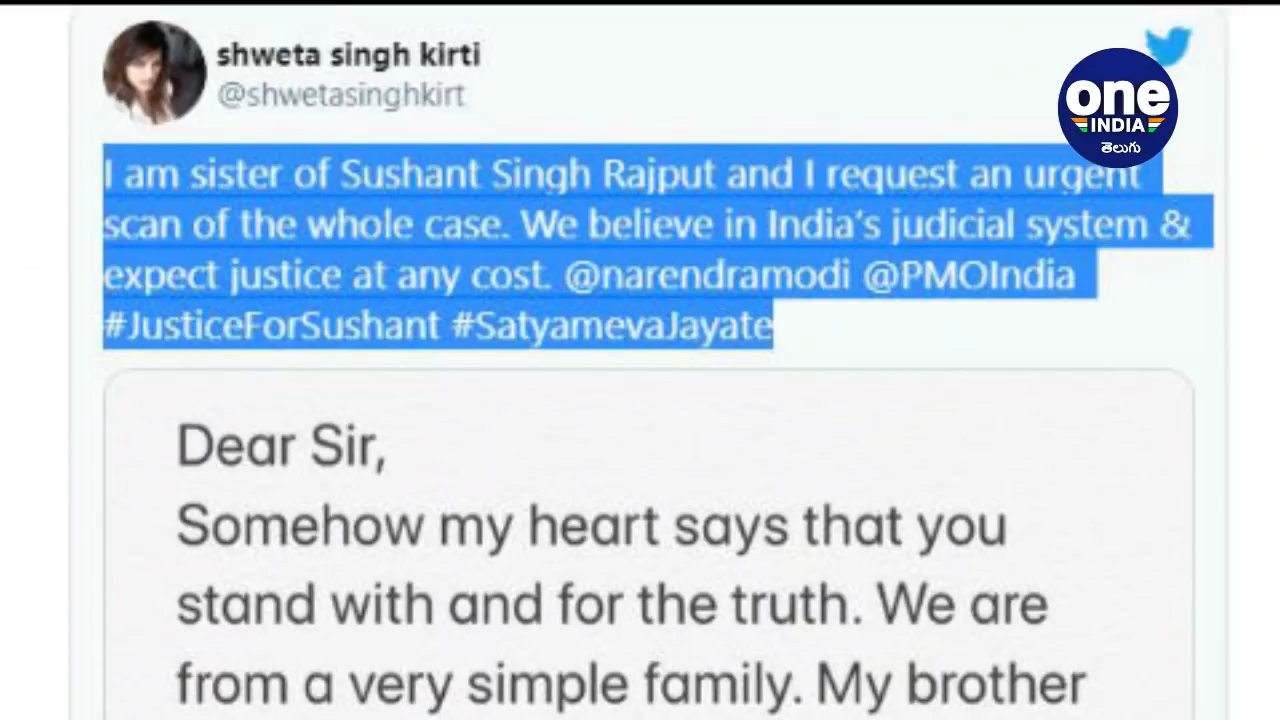 shweta singh kirti
@shwetasinghkirt
one
INDIA
తెలుగు
I am sister of Sushant Singh Rajput and I request an urgent
scan of the whole case. We believe in India's judicial system &
expect justice at any cost. @narendramodi @PMOIndia
#JusticeForSushant #SatyamevaJayate
Dear Sir,
Somehow my heart says that you
stand with and for the truth. We are
from a very simple family. My brother